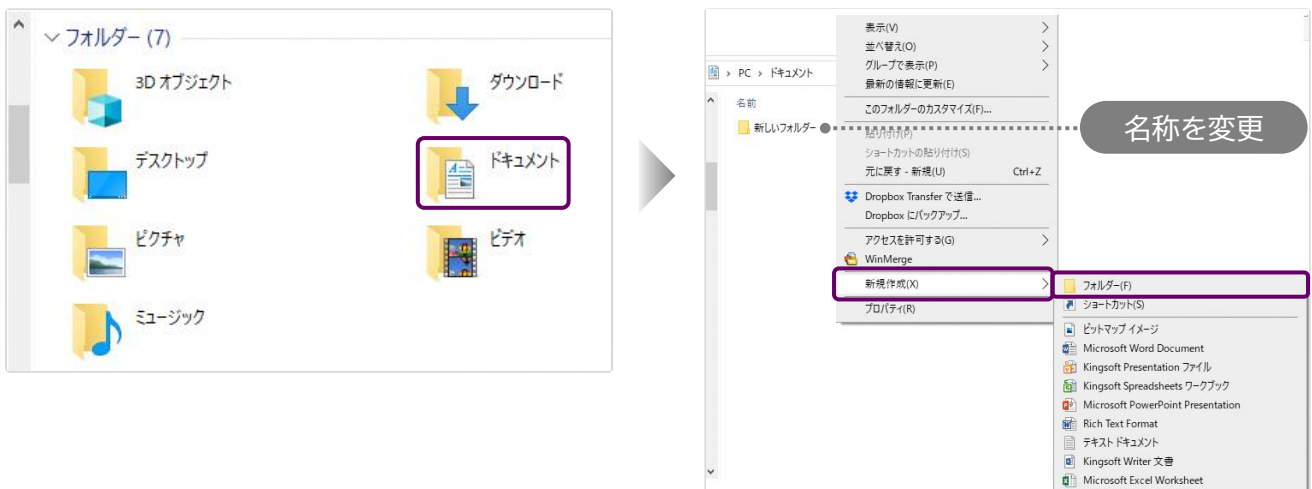 フォルダー (7)
3D オブジェクト
ダウンロード
デスクトップ
ドキュメント
ピクチャ
ビデオ
ミュージック
PC › ドキュメント
名前
新しいフォルダー
名称を変更
表示(V)
並べ替え(O)
グループで表示(P)
最新の情報に更新(E)
このフォルダーのカスタマイズ(F)...
貼り付け(P)
ショートカットの貼り付け(S)
元に戻す - 新規(U) Ctrl+Z
Dropbox Transfer で送信...
Dropbox にバックアップ...
アクセスを許可する(G)
WinMerge
新規作成(X)
プロパティ(R)
フォルダー(F)
ショートカット(S)
ビットマップ イメージ
Microsoft Word Document
Kingsoft Presentation ファイル
Kingsoft Spreadsheets ワークブック
Microsoft PowerPoint Presentation
Rich Text Format
テキスト ドキュメント
Kingsoft Writer 文書
Microsoft Excel Worksheet